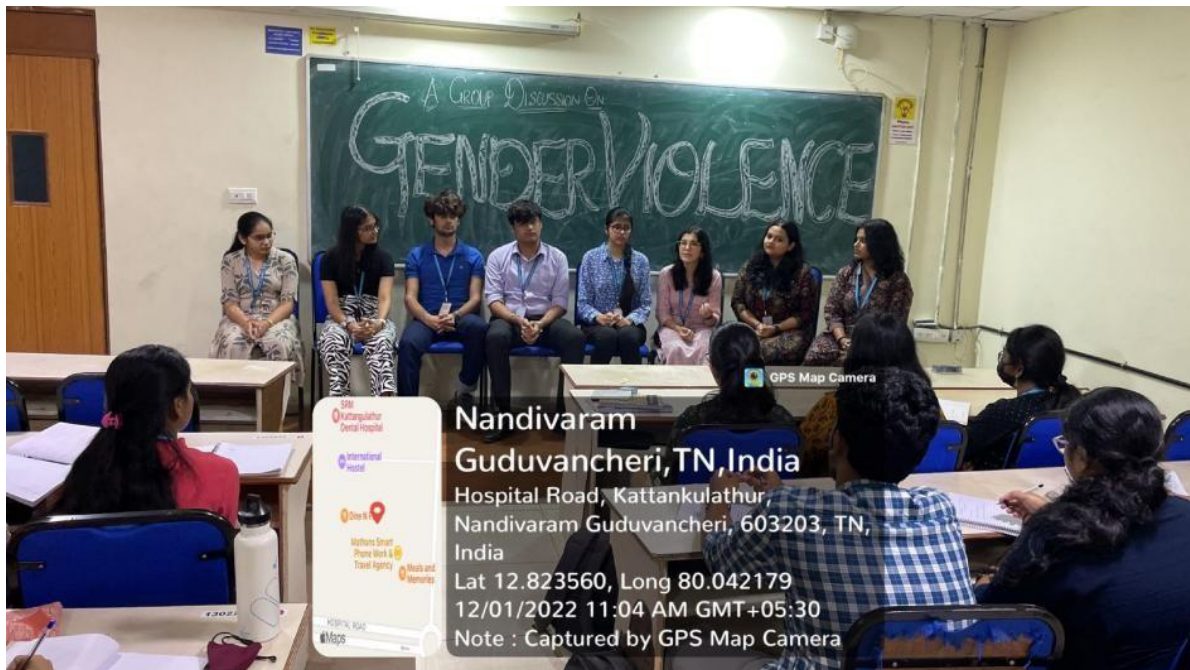 A GROUP DISCUSSION ON
GENDER VIOLENCE
GPS Map Camera
SRM
Kattangulathur
Dental Hospital
International
Hostel
Drive N
Mathans Smart
Phone Work &
Travel Agency
Meals and
Memories
HOSPITAL ROAD
Maps
Nandivaram
Guduvancheri,TN,India
Hospital Road, Kattankulathur,
Nandivaram Guduvancheri, 603203, TN,
India
Lat 12.823560, Long 80.042179
12/01/2022 11:04 AM GMT+05:30
Note : Captured by GPS Map Camera